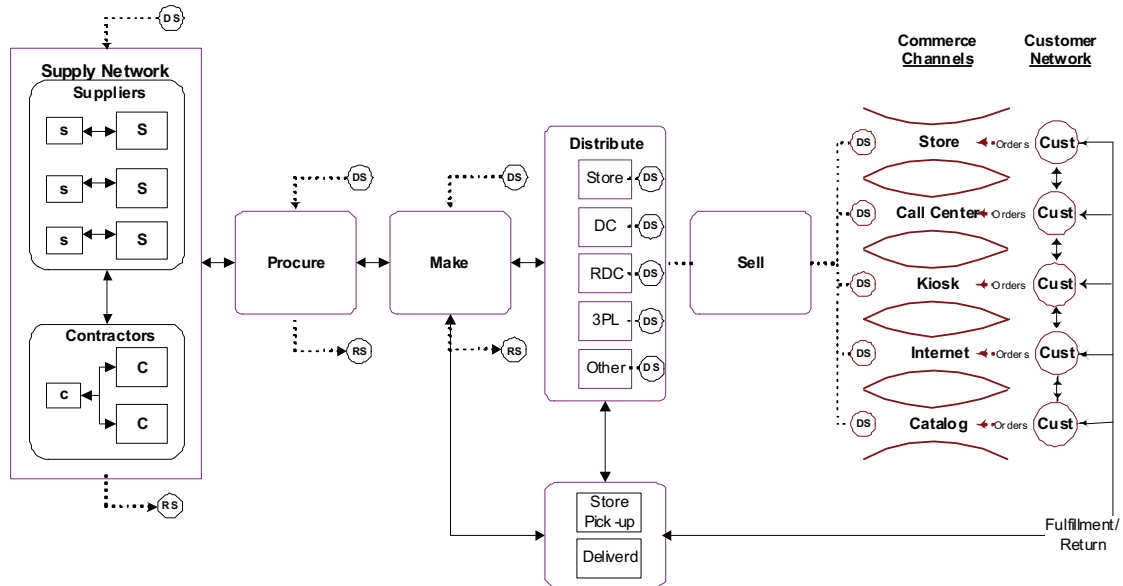 DS
Supply Network
Suppliers
s
S
s
S
s
S
Contractors
c
C
C
RS
DS
Procure
RS
DS
Make
RS
Distribute
Store
DS
DC
DS
RDC
DS
3PL
DS
Other
DS
Sell
Store
Pick -up
Deliverd
Commerce
Channels
Customer
Network
DS
Store
Orders
Cust
DS
Call Center
Orders
Cust
DS
Kiosk
Orders
Cust
DS
Internet
Orders
Cust
DS
Catalog
Orders
Cust
Fulfillment/
Return